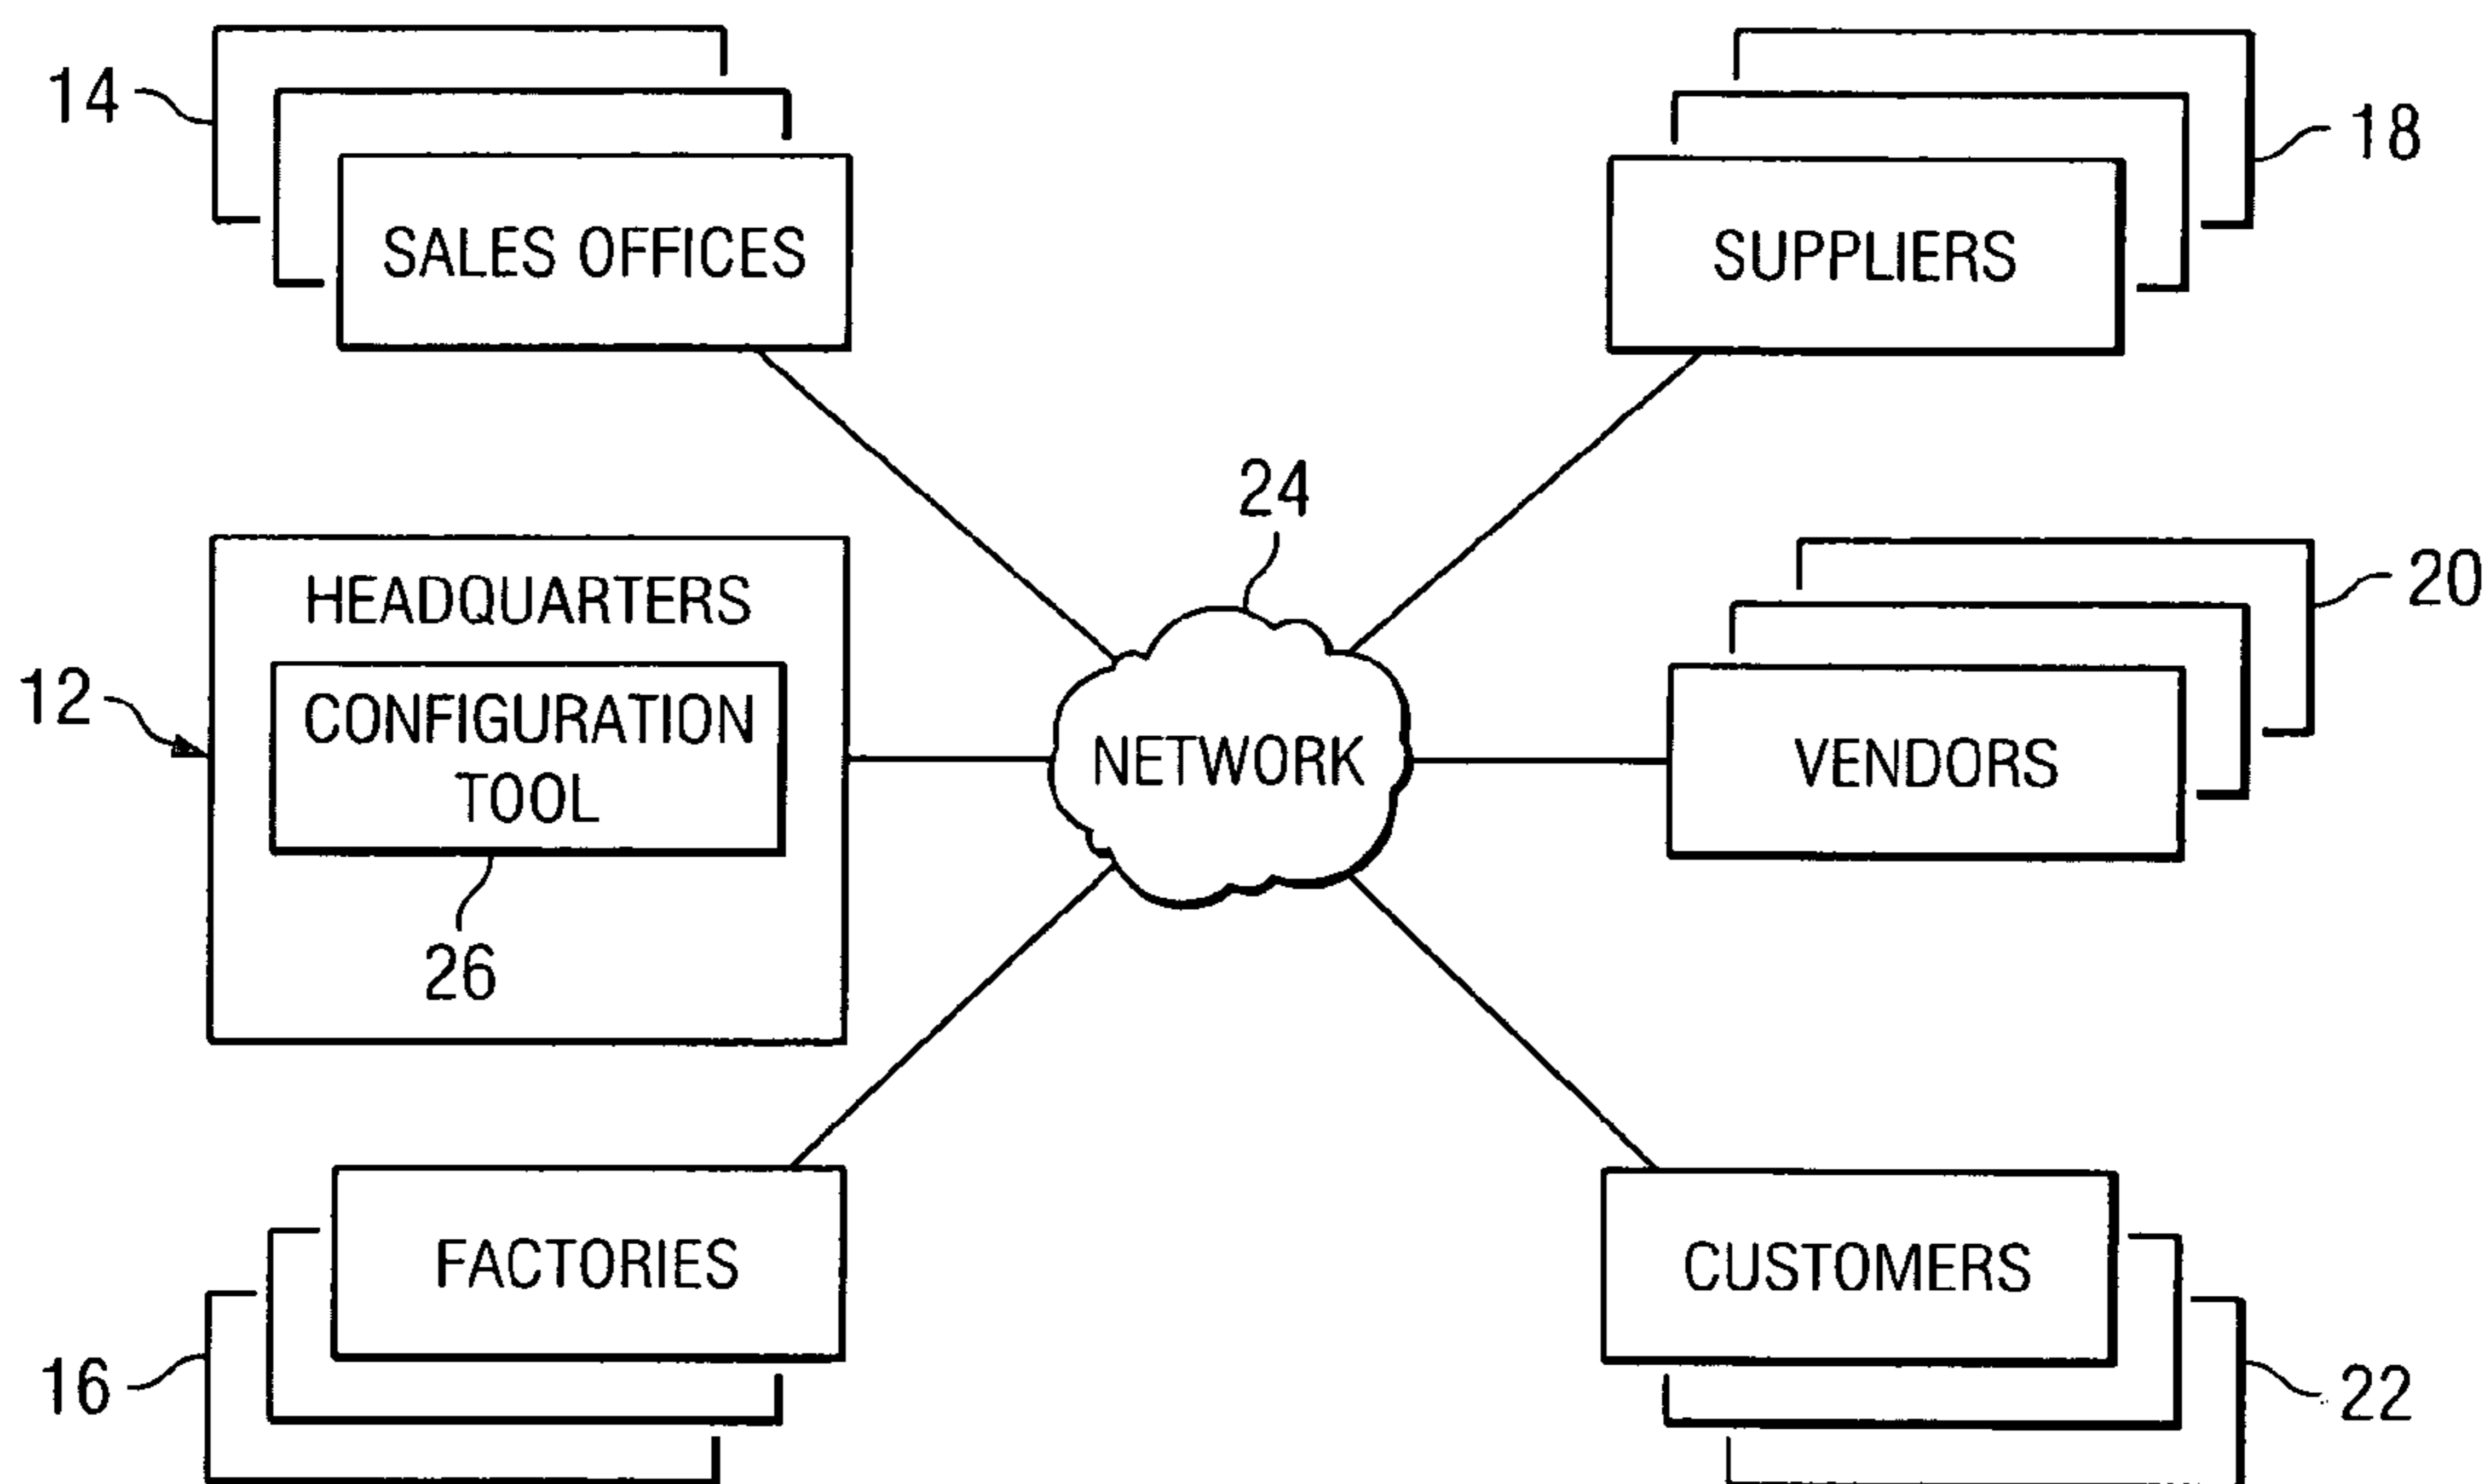 14
SALES OFFICES
SUPPLIERS
18
24
HEADQUARTERS
CONFIGURATION
TOOL
12
26
NETWORK
VENDORS
20
FACTORIES
16
CUSTOMERS
22